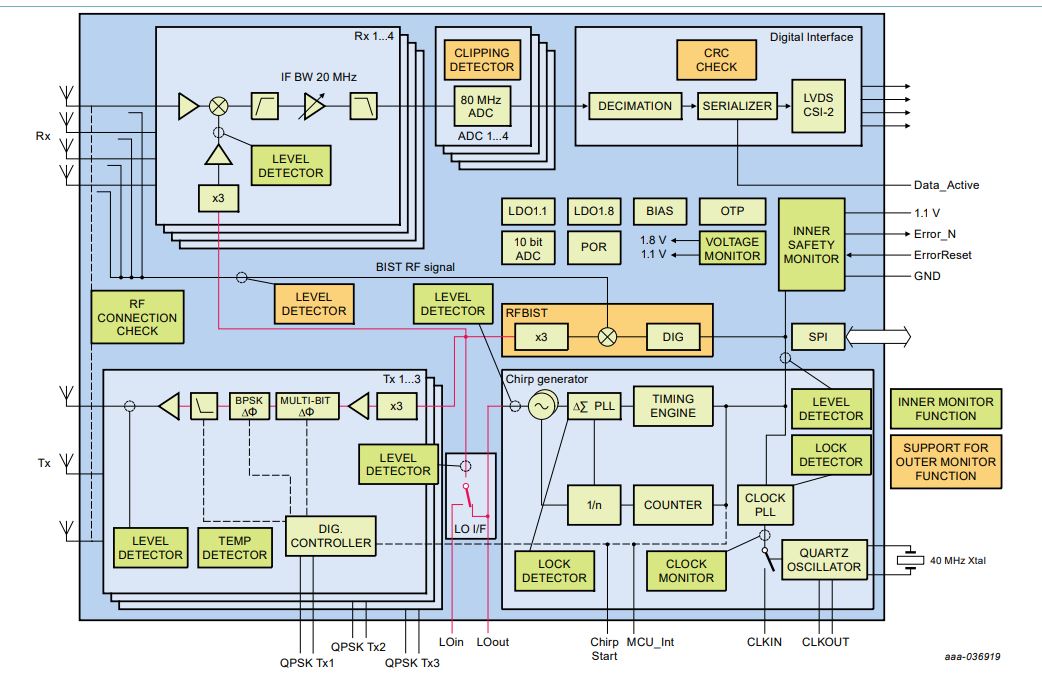 Rx 1...4
Digital Interface
CLIPPING
DETECTOR
CRC
CHECK
IF BW 20 MHz
80 MHz
ADC
ADC 1...4
DECIMATION
SERIALIZER
LVDS
CSI-2
Rx
LEVEL
DETECTOR
x3
Data_Active
LDO1.1
LDO1.8
BIAS
OTP
INNER
SAFETY
MONITOR
1.1 V
Error_N
ErrorReset
GND
10 bit
ADC
POR
1.8 V
1.1 V
VOLTAGE
MONITOR
BIST RF signal
RF
CONNECTION
CHECK
LEVEL
DETECTOR
LEVEL
DETECTOR
RFBIST
x3
DIG
SPI
Tx 1...3
Chirp generator
BPSK
ΔΦ
MULTI-BIT
ΔΦ
x3
ΔΣ PLL
TIMING
ENGINE
LEVEL
DETECTOR
INNER MONITOR
FUNCTION
LOCK
DETECTOR
SUPPORT FOR
OUTER MONITOR
FUNCTION
Tx
LEVEL
DETECTOR
1/n
COUNTER
CLOCK
PLL
LO I/F
LEVEL
DETECTOR
TEMP
DETECTOR
DIG.
CONTROLLER
LOCK
DETECTOR
CLOCK
MONITOR
QUARTZ
OSCILLATOR
40 MHz Xtal
QPSK Tx1
QPSK Tx2
QPSK Tx3
LOin
LOout
Chirp
Start
MCU_Int
CLKIN
CLKOUT
aaa-036919